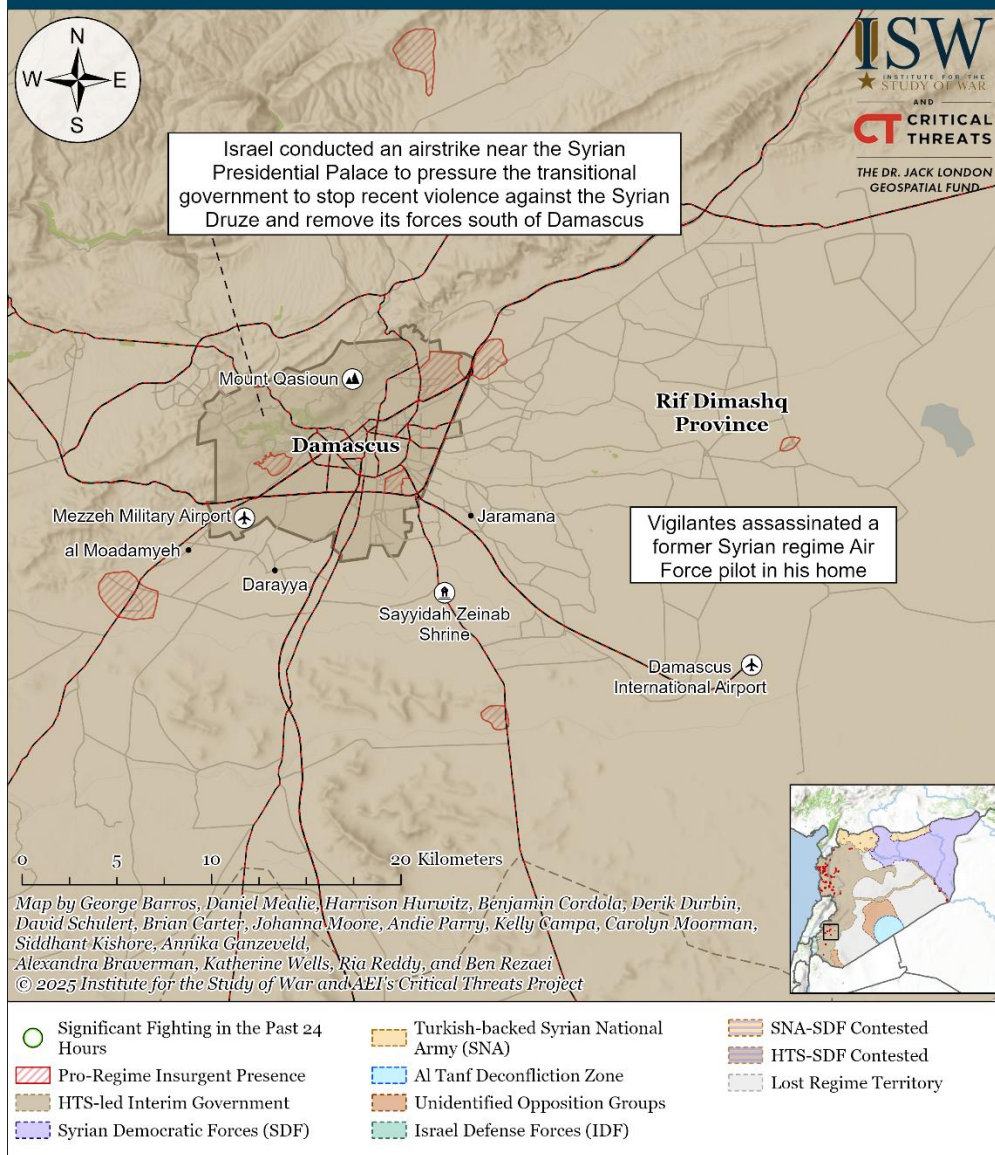 N
W
E
S
ISW
INSTITUTE FOR THE
STUDY OF WAR
AND
CT CRITICAL
THREATS
THE DR. JACK LONDON
GEOSPATIAL FUND
Israel conducted an airstrike near the Syrian
Presidential Palace to pressure the transitional
government to stop recent violence against the Syrian
Druze and remove its forces south of Damascus
Mount Qasioun
Rif Dimashq
Province
Damascus
Mezzeh Military Airport
Jaramana
Vigilantes assassinated a
former Syrian regime Air
Force pilot in his home
al Moadamyeh
Darayya
Sayyidah Zeinab
Shrine
Damascus
International Airport
0 5 10 20 Kilometers
Map by George Barros, Daniel Mealie, Harrison Hurwitz, Benjamin Cordola, Derik Durbin,
David Schulert, Brian Carter, Johanna Moore, Andie Parry, Kelly Campa, Carolyn Moorman,
Siddhant Kishore, Annika Ganzeveld,
Alexandra Braverman, Katherine Wells, Ria Reddy, and Ben Rezaei
© 2025 Institute for the Study of War and AEI's Critical Threats Project
Significant Fighting in the Past 24
Hours
Pro-Regime Insurgent Presence
HTS-led Interim Government
Syrian Democratic Forces (SDF)
Turkish-backed Syrian National
Army (SNA)
Al Tanf Deconfliction Zone
Unidentified Opposition Groups
Israel Defense Forces (IDF)
SNA-SDF Contested
HTS-SDF Contested
Lost Regime Territory